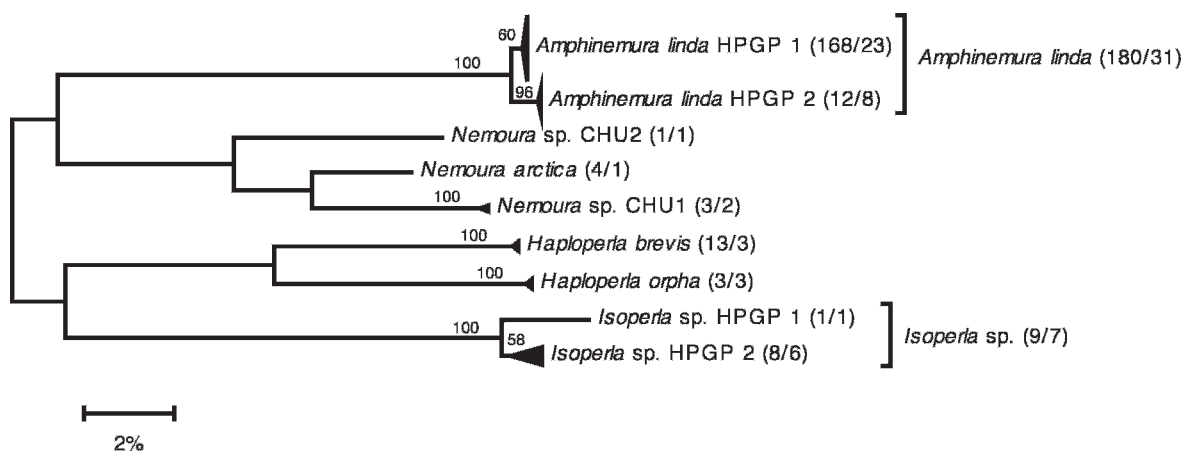 60
Amphinemura linda HPGP 1 (168/23)
100
Amphinemura linda (180/31)
96
Amphinemura linda HPGP 2 (12/8)
Nemoura sp. CHU2 (1/1)
Nemoura arctica (4/1)
100
Nemoura sp. CHU1 (3/2)
100
Haploperla brevis (13/3)
100
Haploperla orpha (3/3)
Isoperla sp. HPGP 1 (1/1)
100
58
Isoperla sp. (9/7)
Isoperla sp. HPGP 2 (8/6)
2%